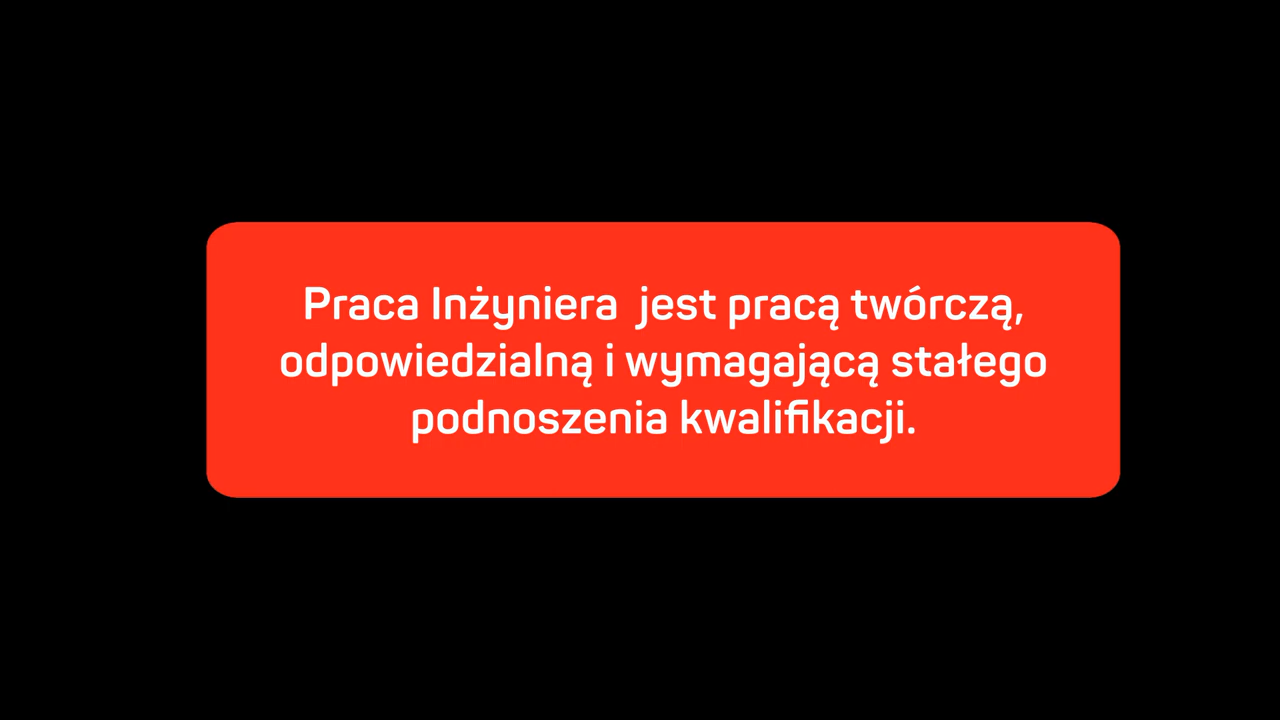 Praca Inżyniera  jest pracą twórczą,
odpowiedzialną i wymagającą stałego
podnoszenia kwalifikacji.